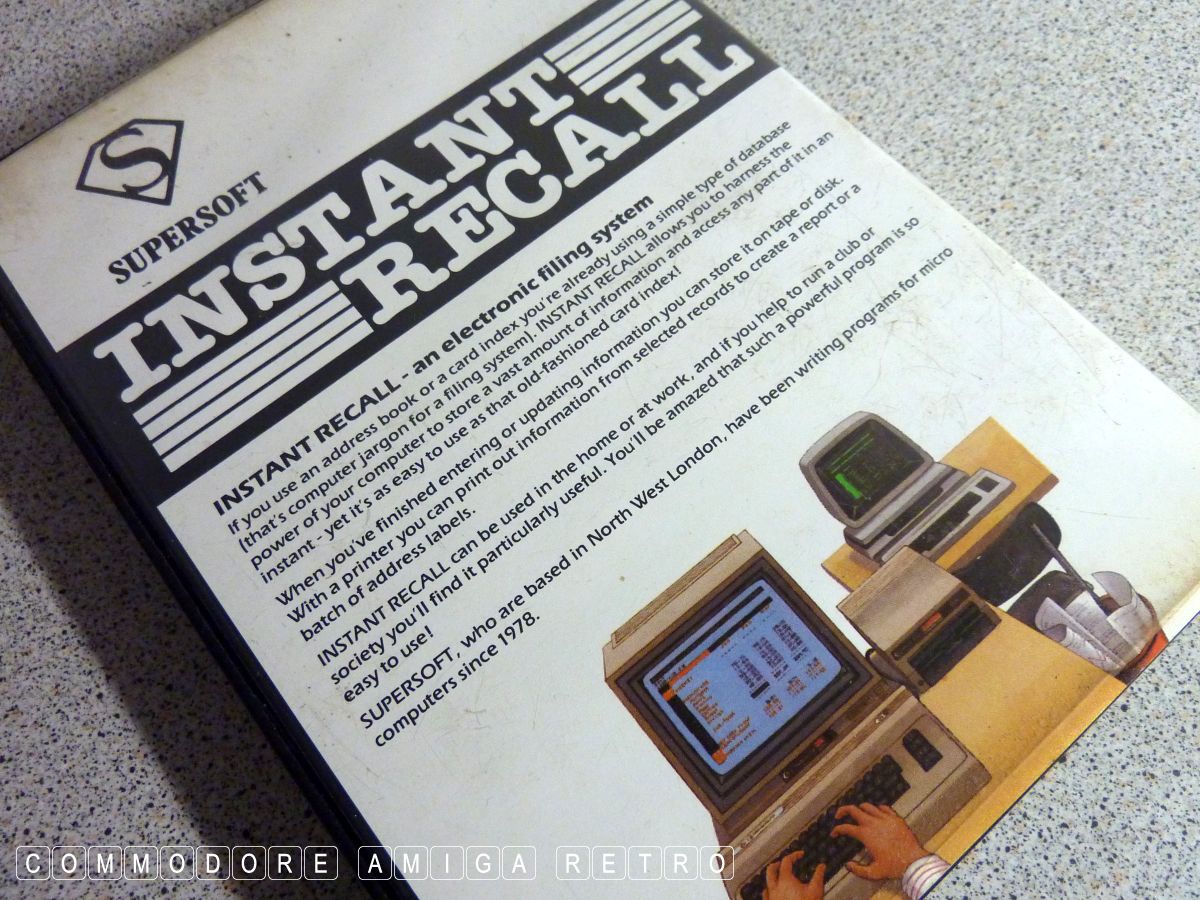 S
SUPERSOFT
INSTANT
RECALL
INSTANT RECALL - an electronic filing system
If you use an address book or a card index you're already using a simple type of database
(that's computer jargon for a filing system). INSTANT RECALL allows you to harness the
power of your computer to store a vast amount of information and access any part of it in an
instant - yet it's as easy to use as that old-fashioned card index!
When you've finished entering or updating information you can store it on tape or disk.
With a printer you can print out information from selected records to create a report or a
batch of address labels.
INSTANT RECALL can be used in the home or at work, and if you help to run a club or
society you'll find it particularly useful. You'll be amazed that such a powerful program is so
easy to use!
SUPERSOFT, who are based in North West London, have been writing programs for micro
computers since 1978.
COMMODORE AMIGA RETRO